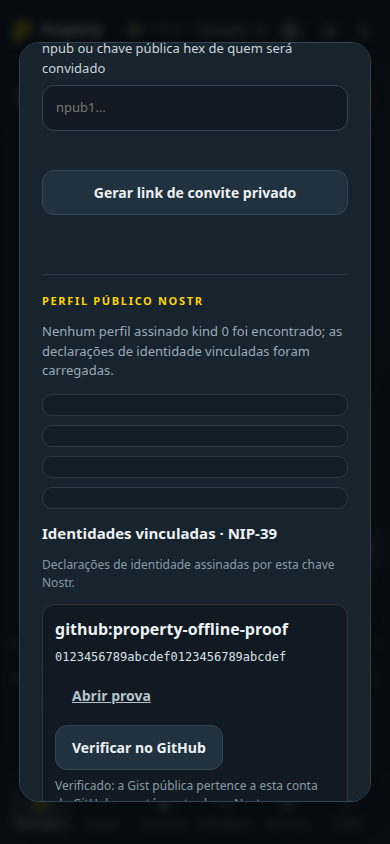 npub ou chave pública hex de quem será
convidado
npub1...
Gerar link de convite privado
PERFIL PÚBLICO NOSTR
Nenhum perfil assinado kind 0 foi encontrado; as
declarações de identidade vinculadas foram
carregadas.
Identidades vinculadas · NIP-39
Declarações de identidade assinadas por esta chave
Nostr.
github:property-offline-proof
0123456789abcdef0123456789abcdef
Abrir prova
Verificar no GitHub
Verificado: a Gist pública pertence a esta conta